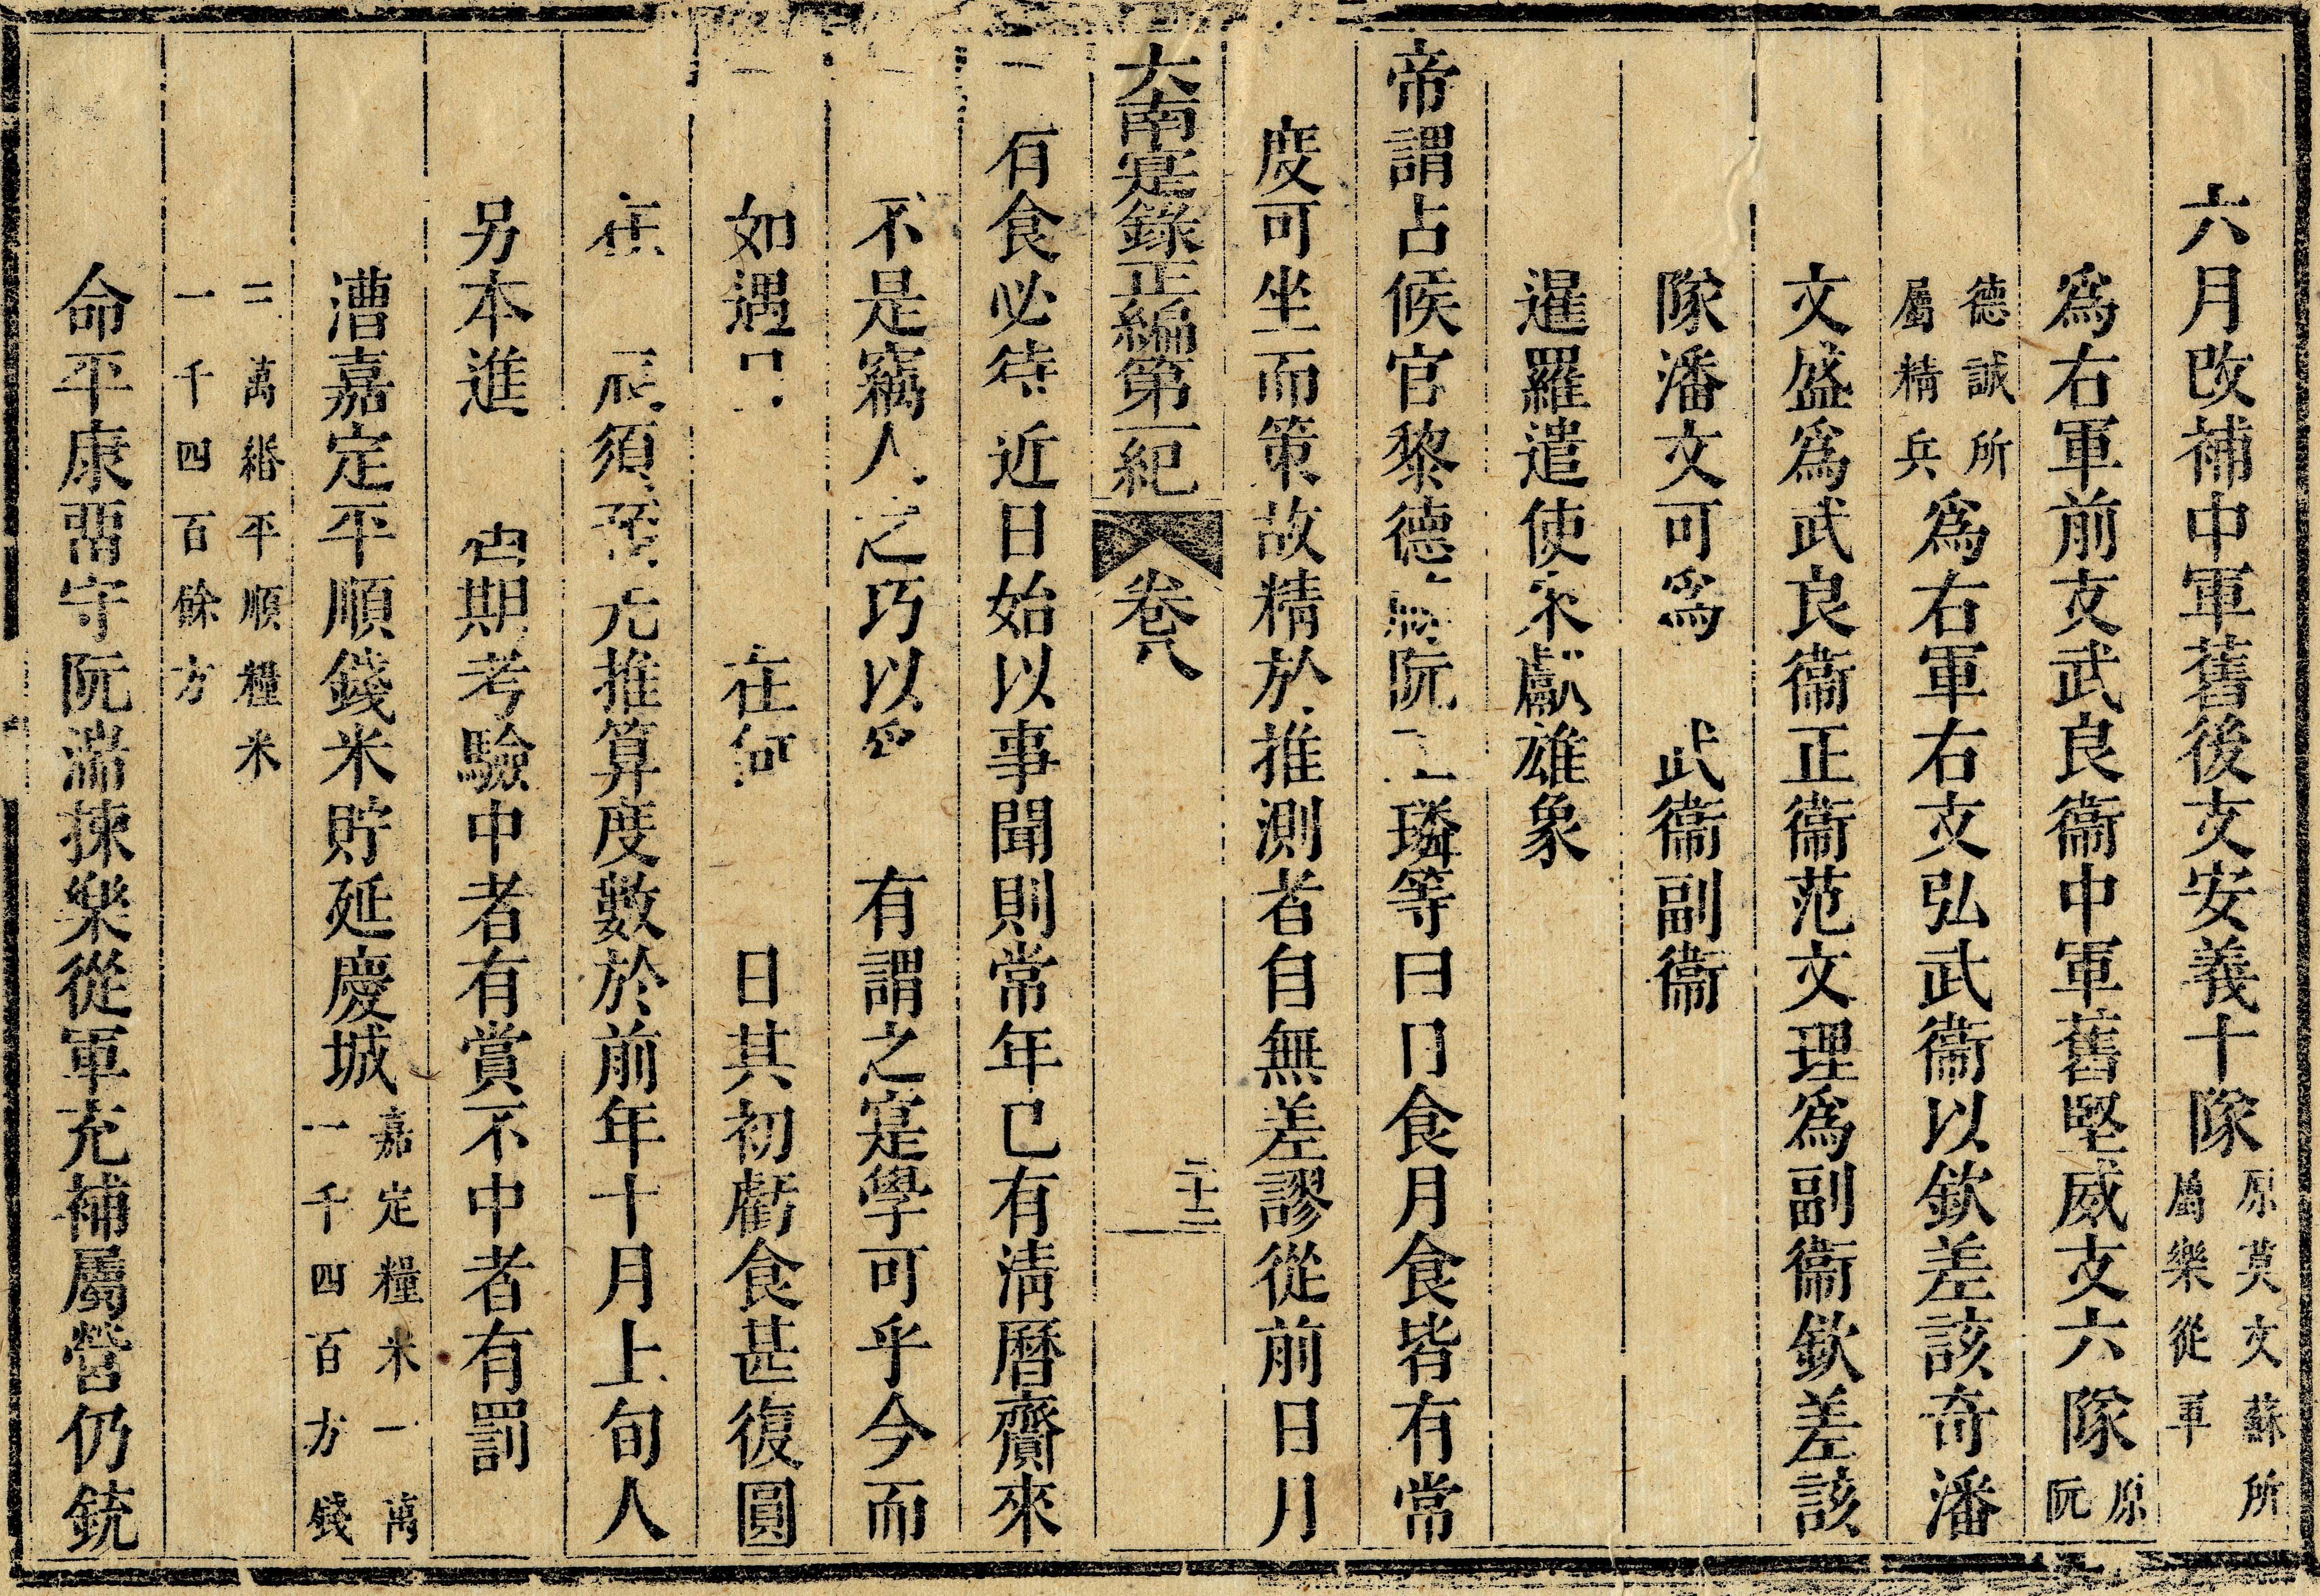 六月改補中軍舊後支安義十隊原莫文蘇所屬樂從軍
爲右軍前支武良衞中軍舊堅威支六隊原阮
德誠所屬精兵爲右軍右支弘武衞以欽差該奇潘
文盛爲武良衞正衞范文理爲副衞欽差該
隊潘文可爲武衞副衞
暹羅遣使來獻雄象
帝謂占候官黎德阮璘等曰日食月食皆有常
度可坐而策故精於推測者自無差謬從前日月
大南寔錄正編第一紀 卷八 二十二
有食必待近日始以事聞則常年已有淸曆齎來
不是竊人之巧以有謂之寔學可乎今而
如遇在何日其初虧食甚復圓
在須預先推算度數於前年十月上旬人
另本進期考驗中者有賞不中者有罰
漕嘉定平順錢米貯延慶城嘉定糧米一萬一千四百方錢
二萬緡平順糧米一千四百餘方
命平康畱守阮湍揀樂從軍充補屬營仍銃